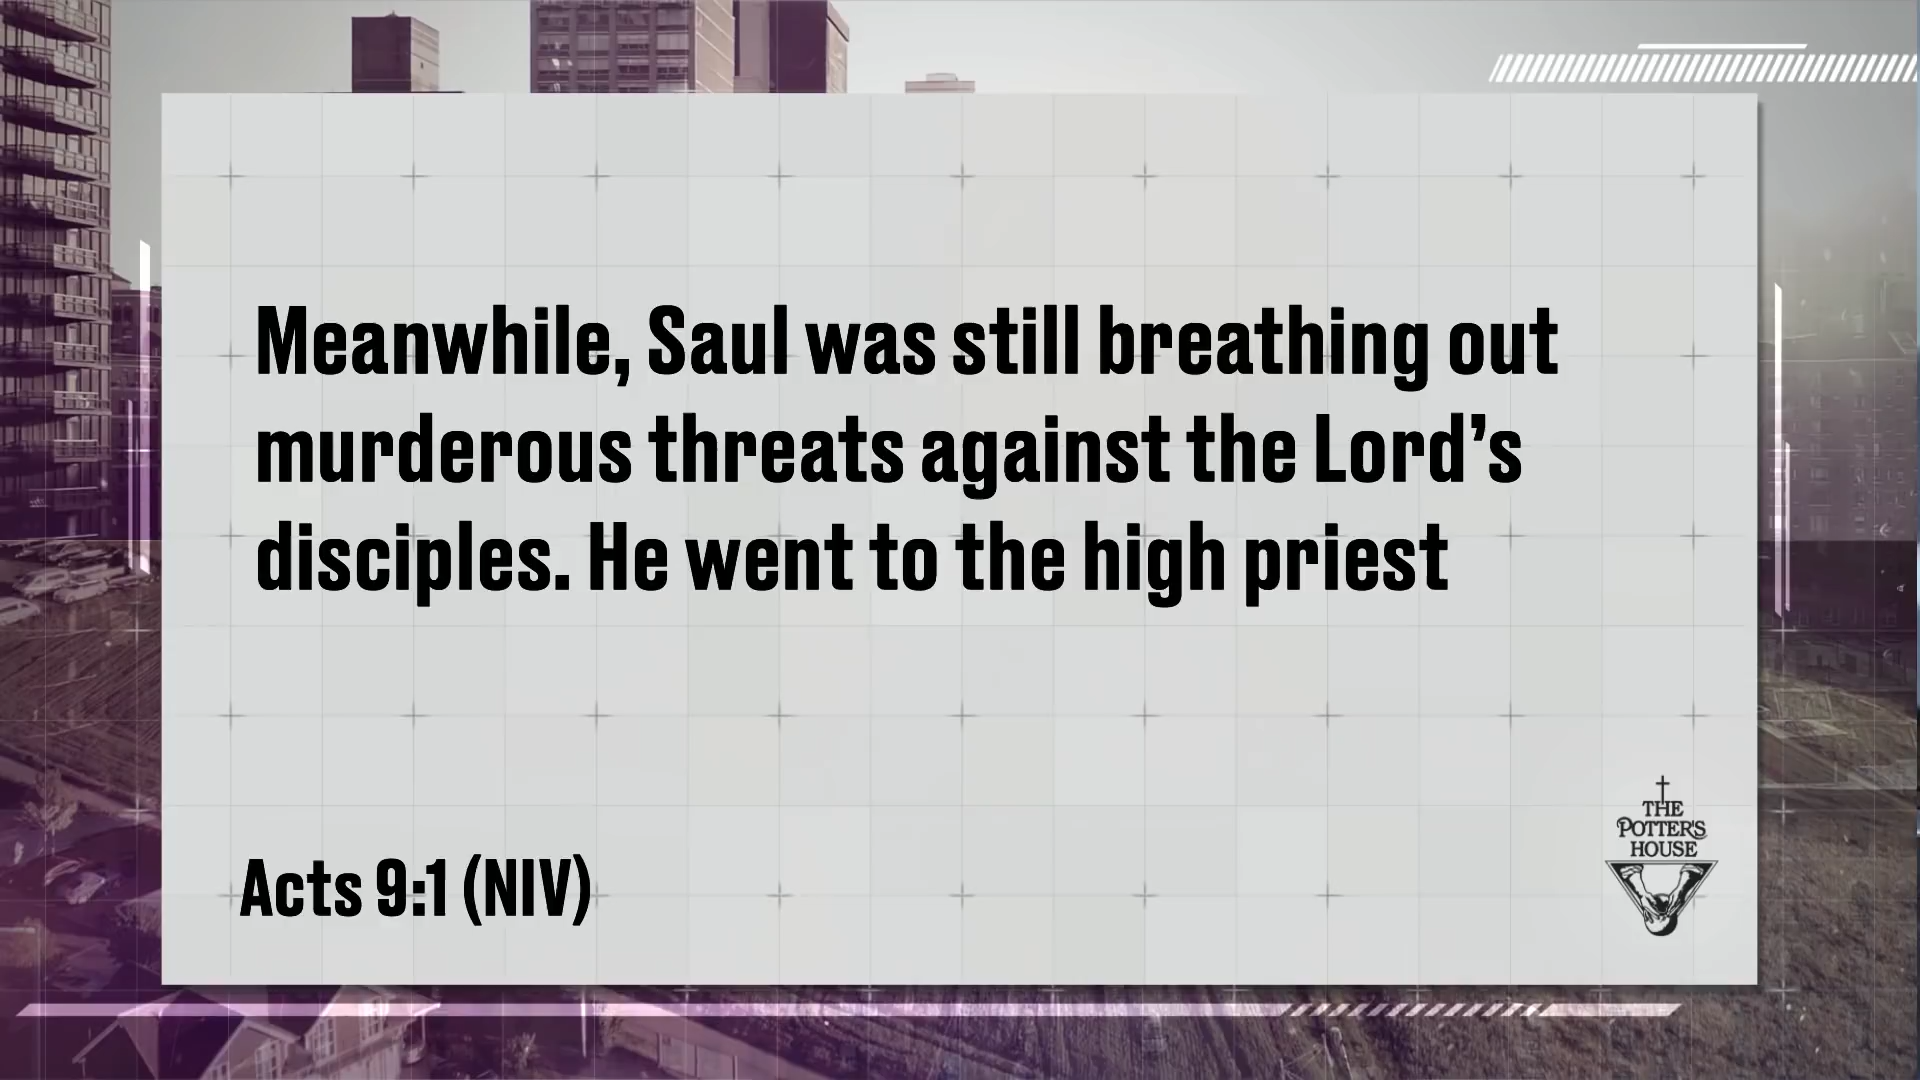 Meanwhile, Saul was still breathing out
murderous threats against the Lord’s
disciples. He went to the high priest
Acts 9:1 (NIV)
THE
POTTER'S
HOUSE